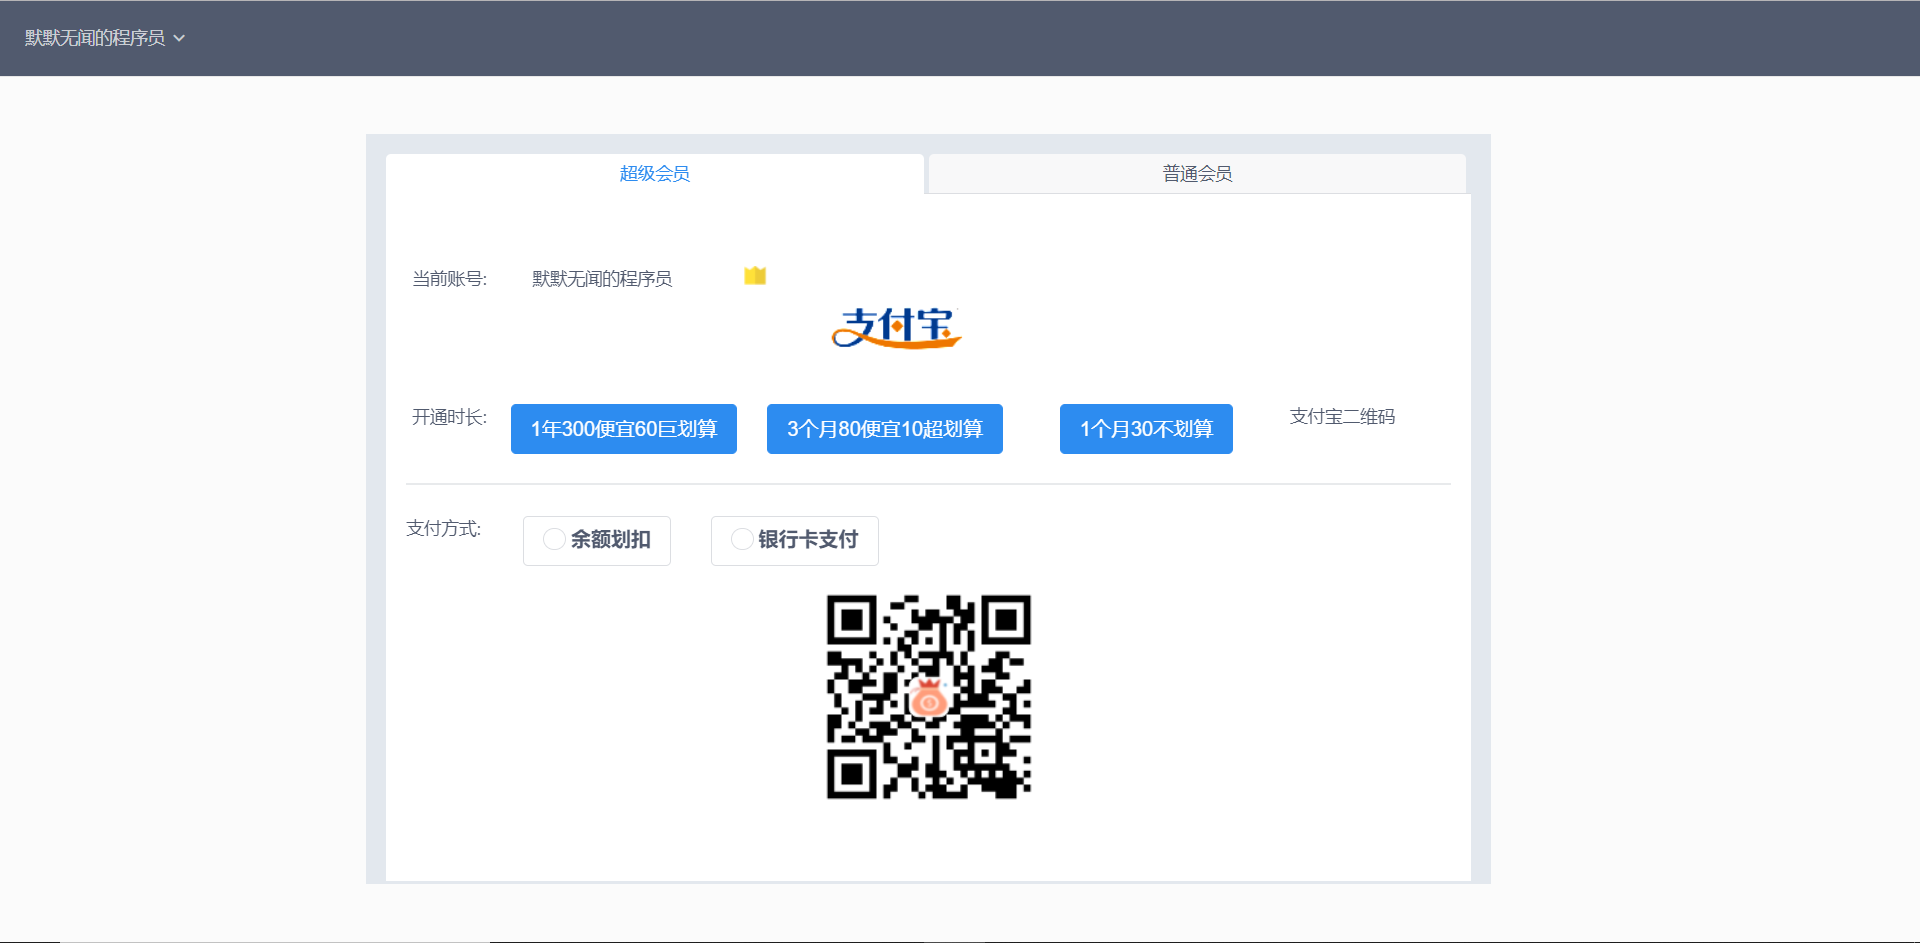 默默无闻的程序员
超级会员
普通会员
当前账号:
默默无闻的程序员
支付宝
开通时长:
1年300便宜60巨划算
3个月80便宜10超划算
1个月30不划算
支付宝二维码
支付方式:
余额划扣
银行卡支付